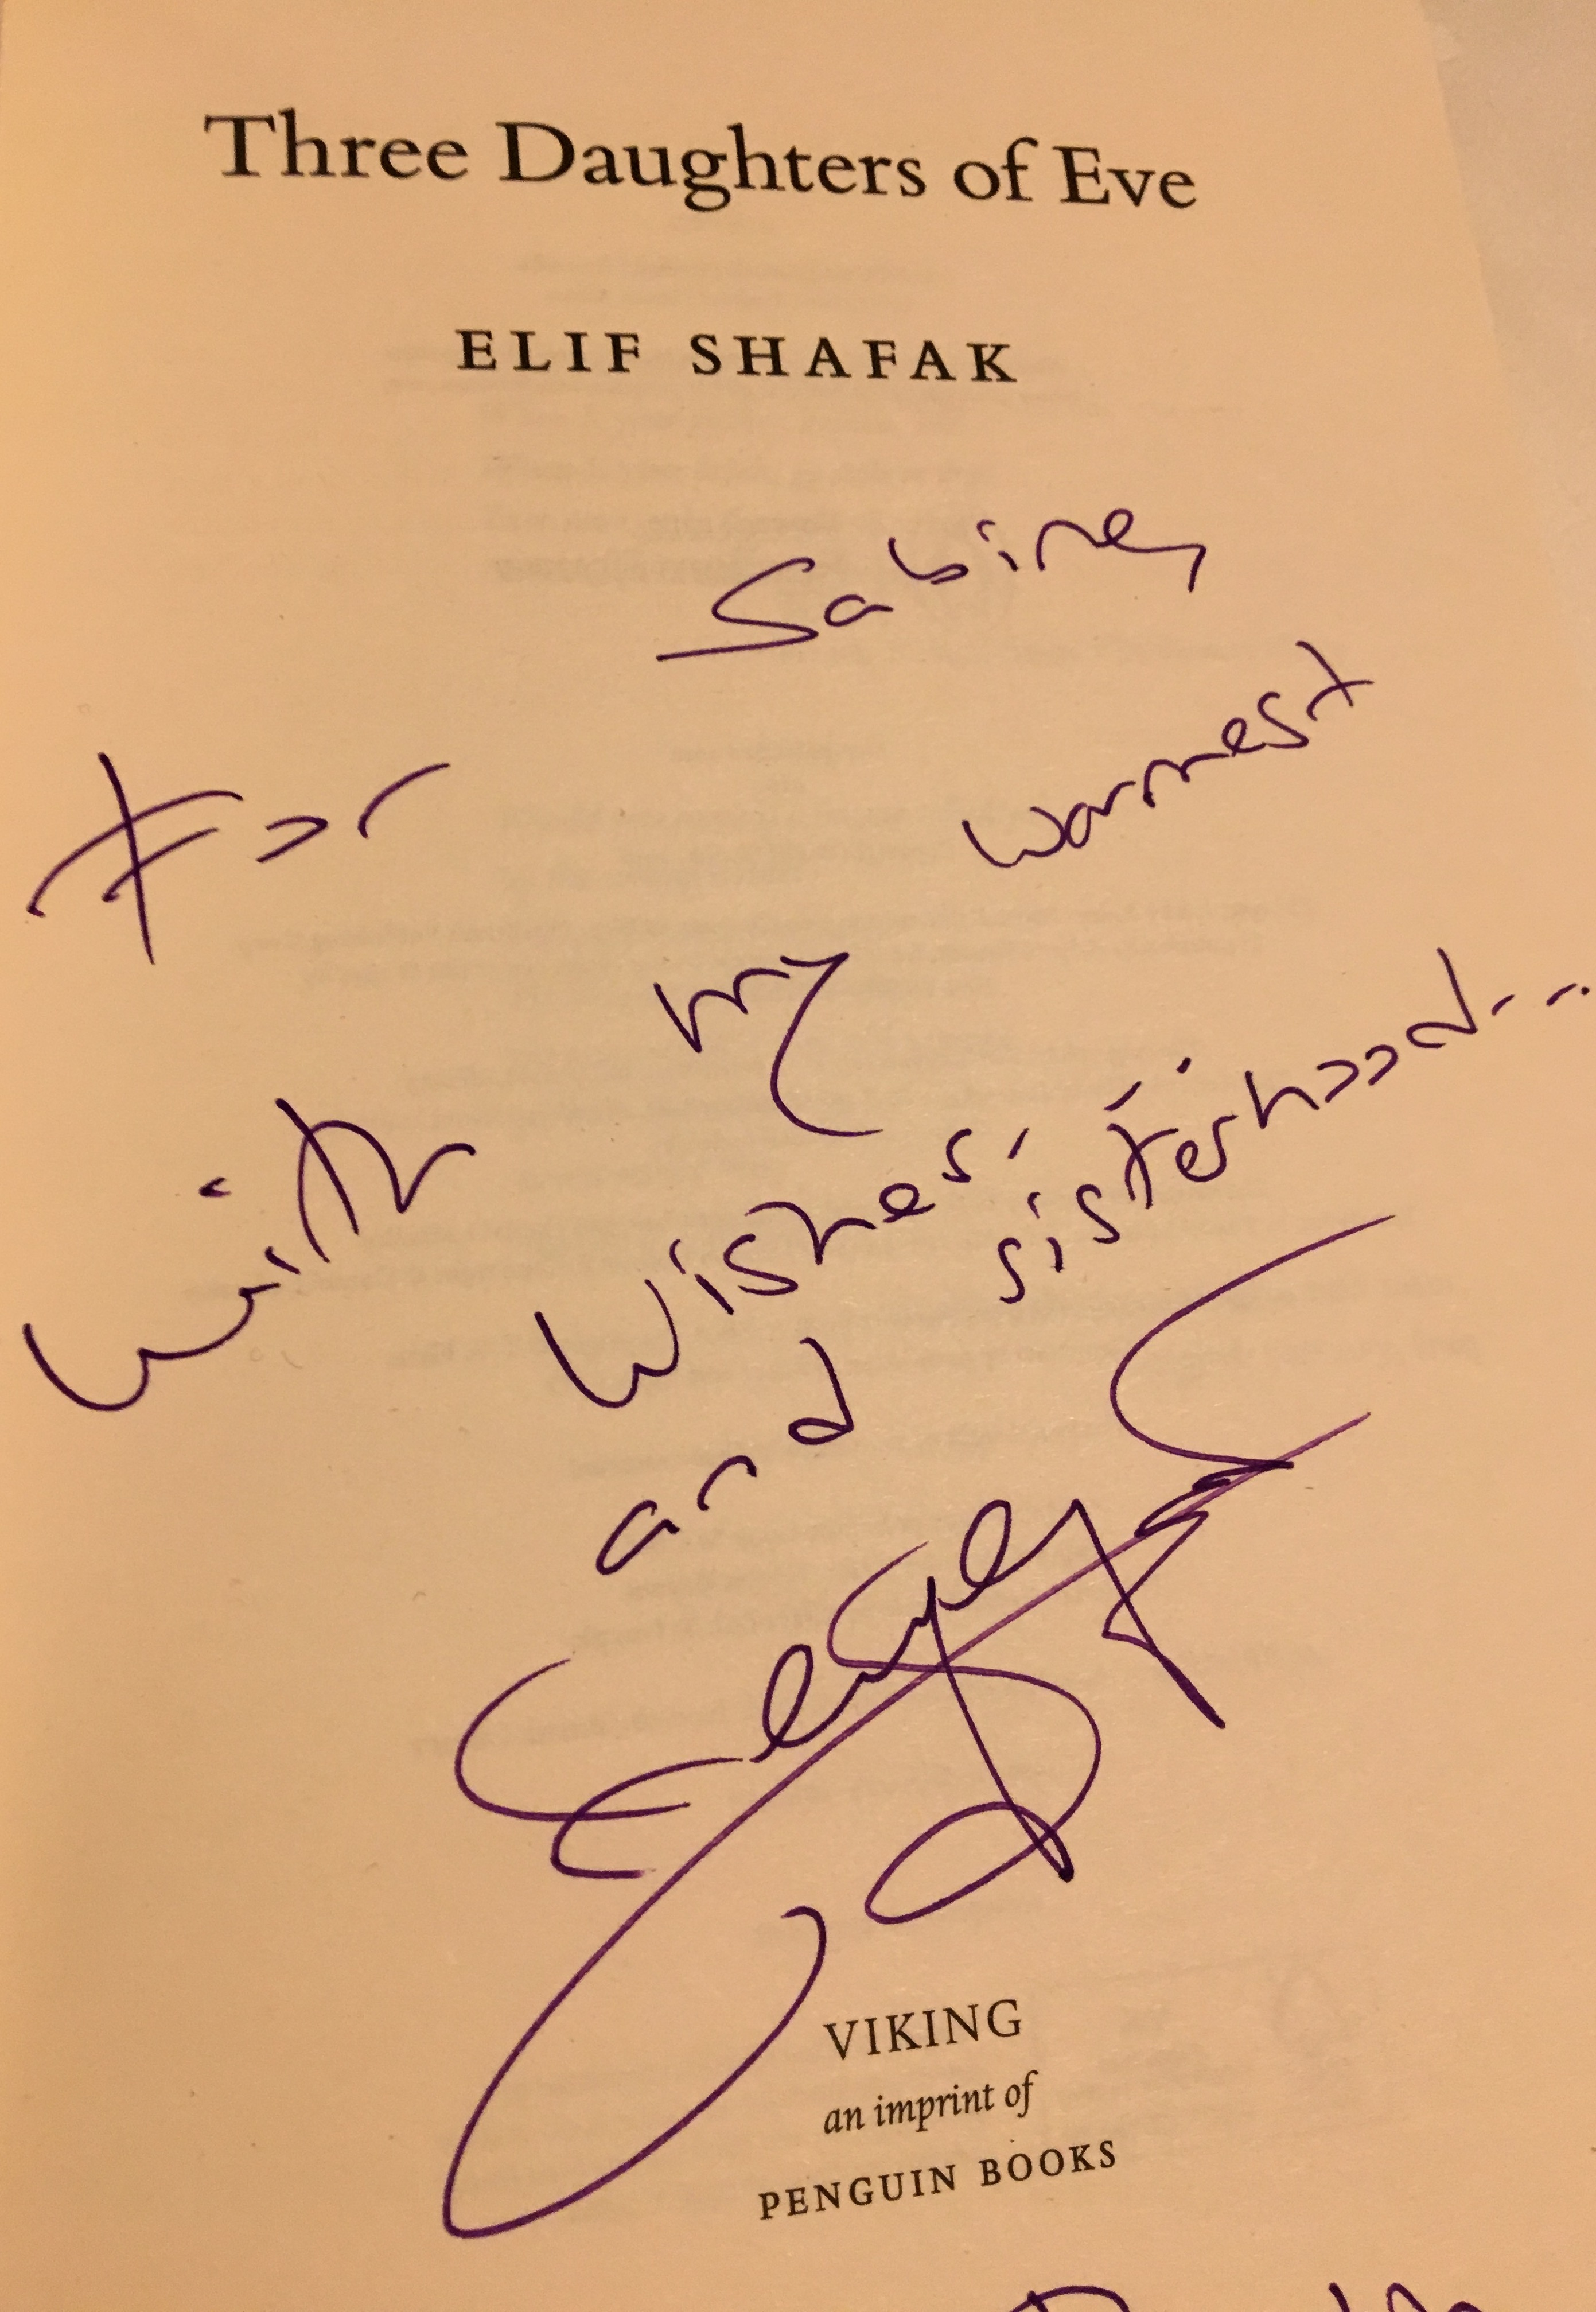 Three Daughters of Eve
ELIF SHAFAK
For Sabine,
with my warmest
wishes,
and sisterhood...
VIKING
an imprint of
PENGUIN BOOKS